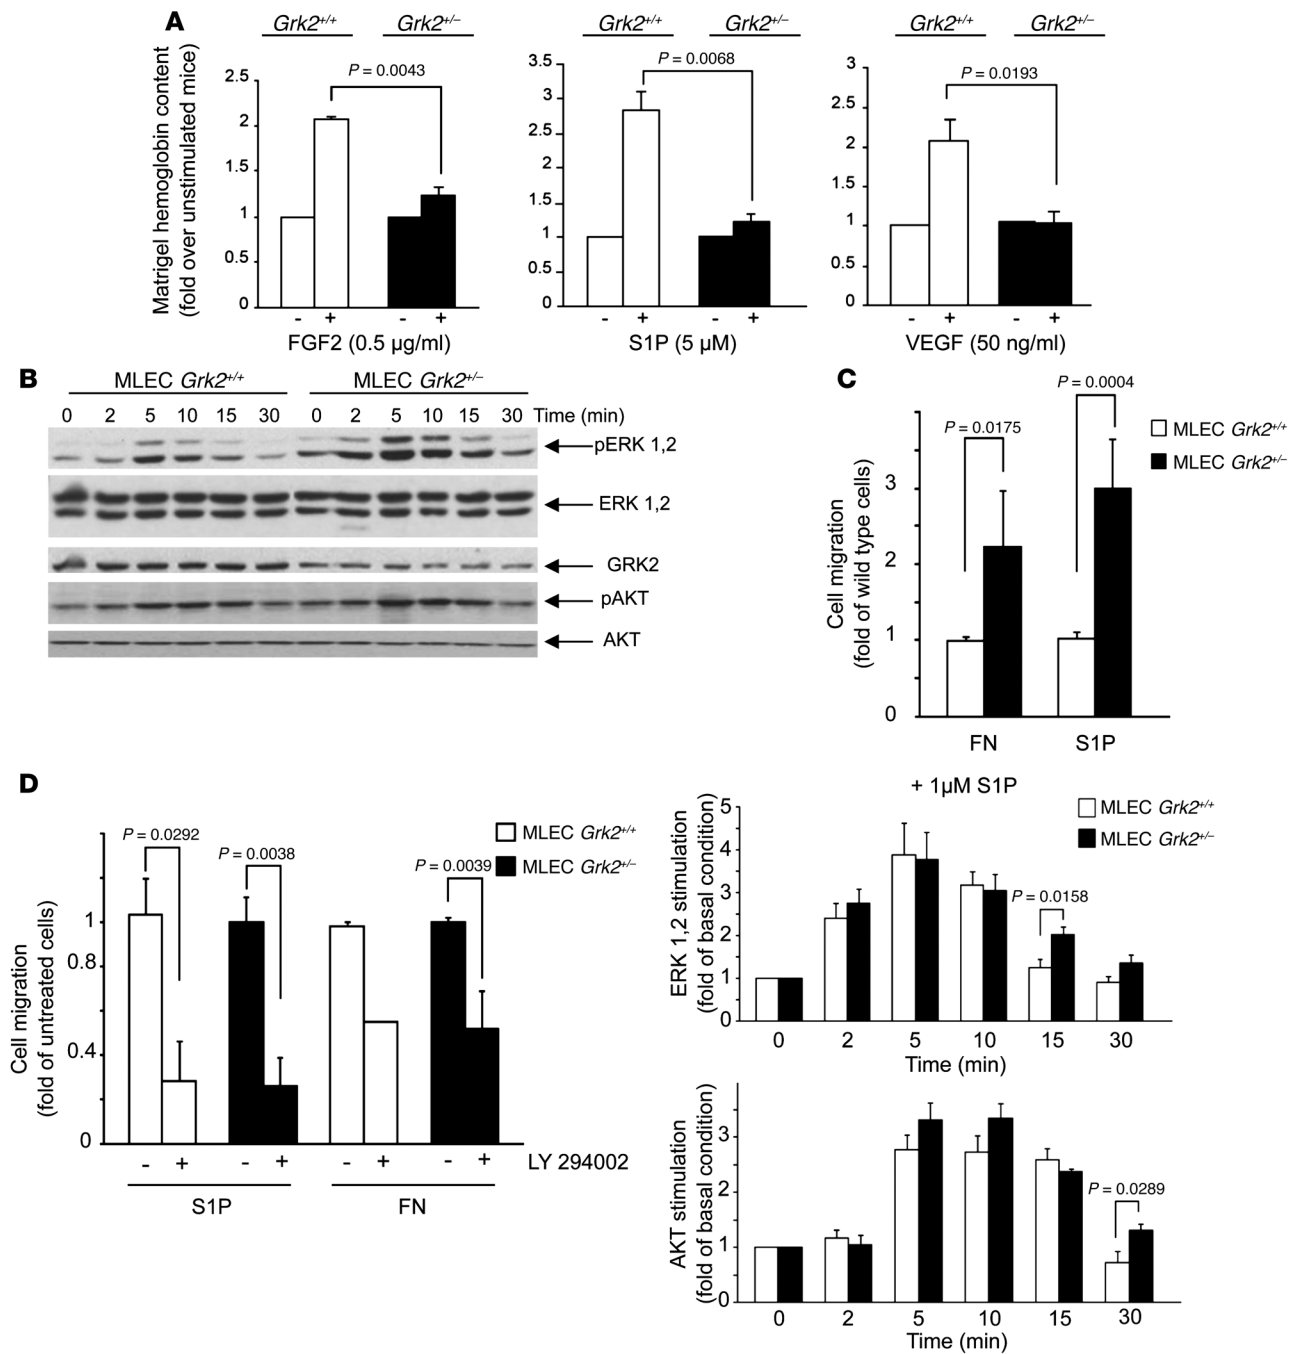 A
Grk2+/+ Grk2+/– Grk2+/+ Grk2+/– Grk2+/+ Grk2+/–
Matrigel hemoglobin content
(fold over unstimulated mice)
P = 0.0043
2.5
2
1.5
1
0.5
0
- + - +
FGF2 (0.5 µg/ml)
P = 0.0068
3.5
3
2.5
2
1.5
1
0.5
0
- + - +
S1P (5 µM)
P = 0.0193
3
2.5
2
1.5
1
0.5
0
- + - +
VEGF (50 ng/ml)
B
MLEC Grk2+/+ MLEC Grk2+/–
0 2 5 10 15 30 0 2 5 10 15 30 Time (min)
pERK 1,2
ERK 1,2
GRK2
pAKT
AKT
C
P = 0.0004
P = 0.0175
MLEC Grk2+/+
MLEC Grk2+/–
Cell migration
(fold of wild type cells)
3
2
1
0
FN S1P
D
P = 0.0292
P = 0.0038
P = 0.0039
MLEC Grk2+/+
MLEC Grk2+/–
Cell migration
(fold of untreated cells)
1
0.8
0.4
0
- + - + - + - + LY 294002
S1P FN
+ 1µM S1P
MLEC Grk2+/+
MLEC Grk2+/–
ERK 1,2 stimulation
(fold of basal condition)
5
4
3
2
1
0
P = 0.0158
0 2 5 10 15 30
Time (min)
AKT stimulation
(fold of basal condition)
3
2
1
0
P = 0.0289
0 2 5 10 15 30
Time (min)